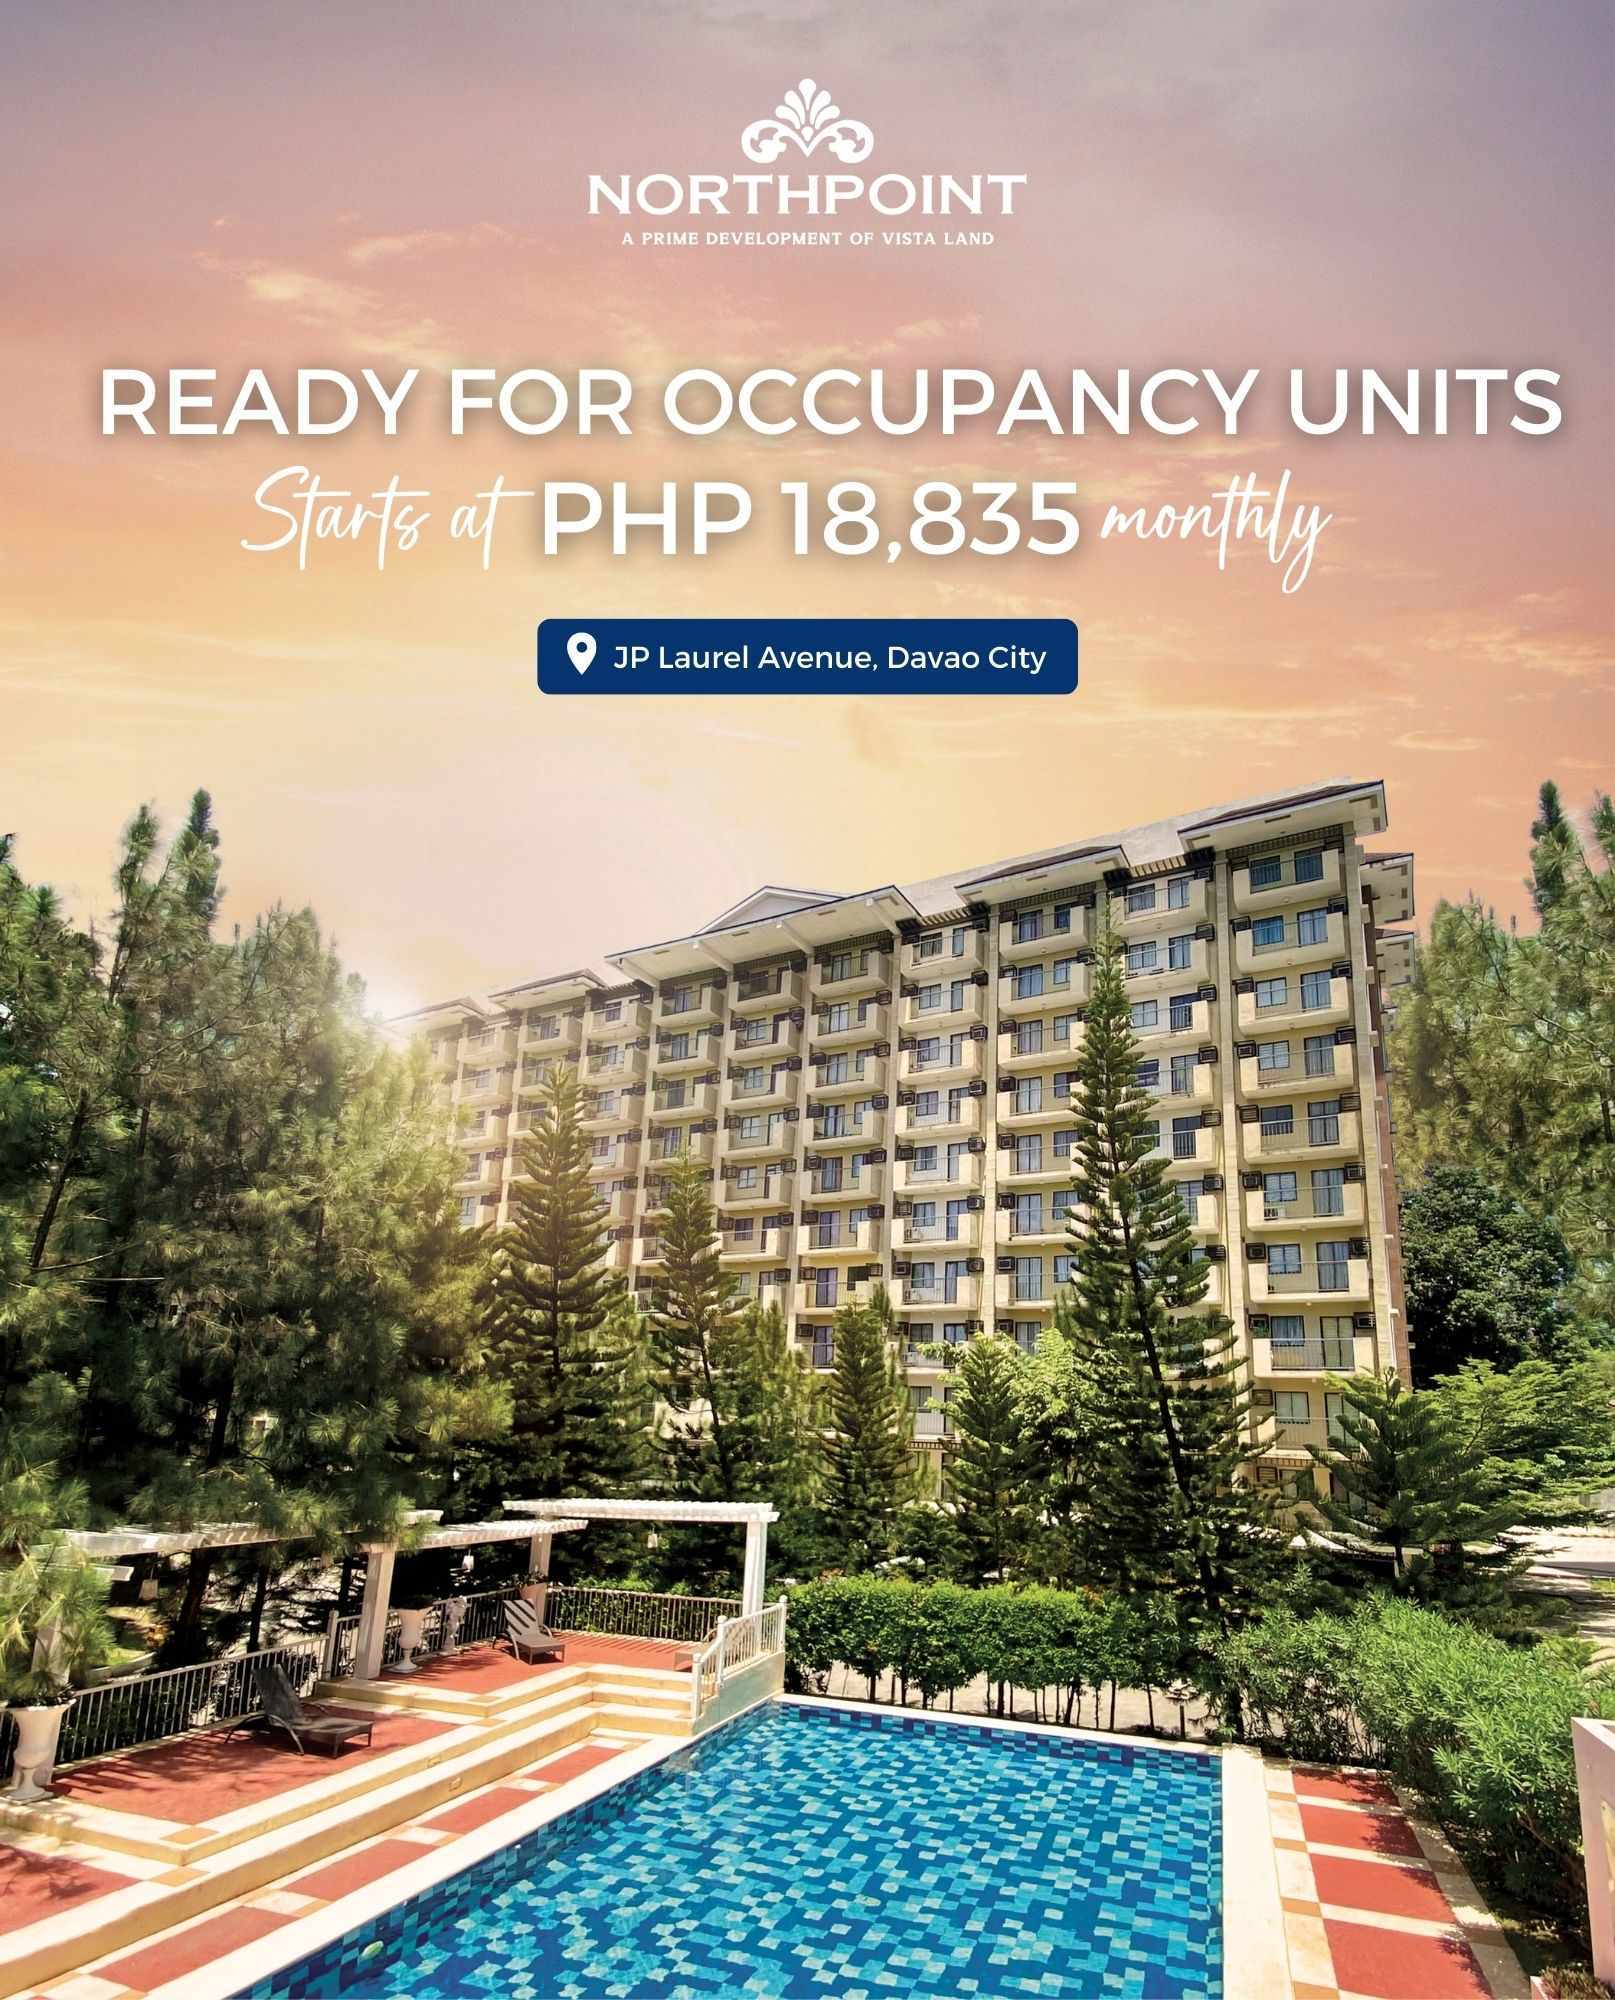 NORTHPOINT
A PRIME DEVELOPMENT OF VISTA LAND
READY FOR OCCUPANCY UNITS
Starts at PHP 18,835 monthly
JP Laurel Avenue, Davao City